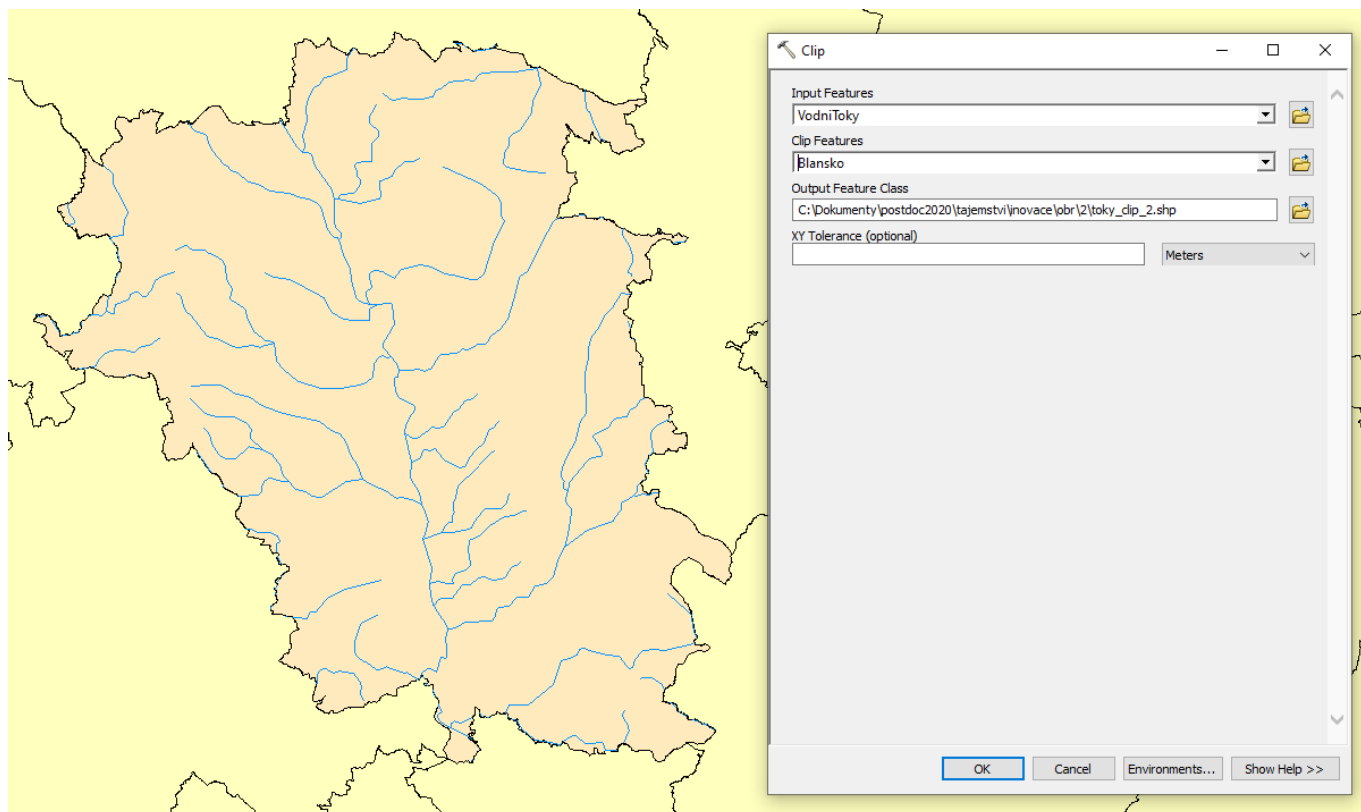 Clip
Input Features
VodniToky
Clip Features
Blansko
Output Feature Class
C:\Dokumenty\postdoc2020\tajemstvi\inovace\obr\2\toky_clip_2.shp
XY Tolerance (optional)
Meters
OK Cancel Environments... Show Help >>